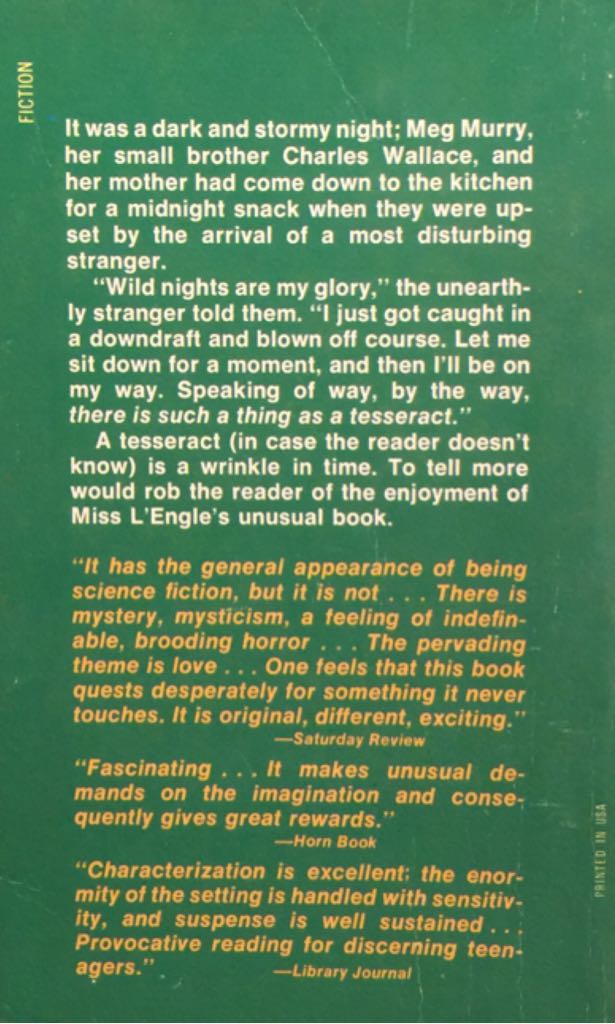 FICTION
It was a dark and stormy night; Meg Murry,
her small brother Charles Wallace, and
her mother had come down to the kitchen
for a midnight snack when they were up-
set by the arrival of a most disturbing
stranger.
"Wild nights are my glory," the unearth-
ly stranger told them. "I just got caught in
a downdraft and blown off course. Let me
sit down for a moment, and then I'll be on
my way. Speaking of way, by the way,
there is such a thing as a tesseract."
A tesseract (in case the reader doesn't
know) is a wrinkle in time. To tell more
would rob the reader of the enjoyment of
Miss L'Engle's unusual book.
"It has the general appearance of being
science fiction, but it is not . . . There is
mystery, mysticism, a feeling of indefin-
able, brooding horror . . . The pervading
theme is love . . . One feels that this book
quests desperately for something it never
touches. It is original, different, exciting."
—Saturday Review
"Fascinating . . . It makes unusual de-
mands on the imagination and conse-
quently gives great rewards."
—Horn Book
"Characterization is excellent; the enor-
mity of the setting is handled with sensitiv-
ity, and suspense is well sustained . . .
Provocative reading for discerning teen-
agers." —Library Journal
PRINTED IN USA